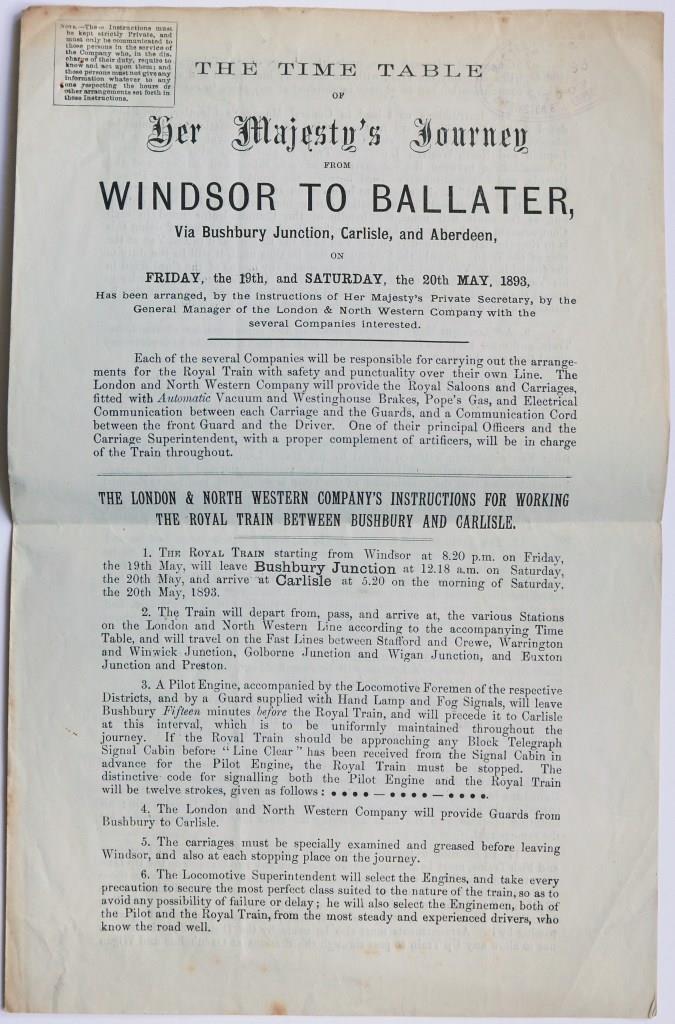 NOTE.—These Instructions must
be kept strictly Private, and
must only be communicated to
those persons in the service of
the Company who, in the dis-
charge of their duty, require to
know and act upon them; and
those persons must not give any
information whatever to any
one respecting the hours or
other arrangements set forth in
these Instructions.
THE TIME TABLE
OF
Her Majesty's Journey
FROM
WINDSOR TO BALLATER,
Via Bushbury Junction, Carlisle, and Aberdeen,
ON
FRIDAY, the 19th, and SATURDAY, the 20th MAY, 1893,
Has been arranged, by the instructions of Her Majesty's Private Secretary, by the
General Manager of the London & North Western Company with the
several Companies interested.
Each of the several Companies will be responsible for carrying out the arrange-
ments for the Royal Train with safety and punctuality over their own Line. The
London and North Western Company will provide the Royal Saloons and Carriages,
fitted with Automatic Vacuum and Westinghouse Brakes, Pope's Gas, and Electrical
Communication between each Carriage and the Guards, and a Communication Cord
between the front Guard and the Driver. One of their principal Officers and the
Carriage Superintendent, with a proper complement of artificers, will be in charge
of the Train throughout.
THE LONDON & NORTH WESTERN COMPANY'S INSTRUCTIONS FOR WORKING
THE ROYAL TRAIN BETWEEN BUSHBURY AND CARLISLE.
1. THE ROYAL TRAIN starting from Windsor at 8.20 p.m. on Friday,
the 19th May, will leave Bushbury Junction at 12.18 a.m. on Saturday,
the 20th May, and arrive at Carlisle at 5.20 on the morning of Saturday,
the 20th May, 1893.
2. The Train will depart from, pass, and arrive at, the various Stations
on the London and North Western Line according to the accompanying Time
Table, and will travel on the Fast Lines between Stafford and Crewe, Warrington
and Winwick Junction, Golborne Junction and Wigan Junction, and Euxton
Junction and Preston.
3. A Pilot Engine, accompanied by the Locomotive Foremen of the respective
Districts, and by a Guard supplied with Hand Lamp and Fog Signals, will leave
Bushbury Fifteen minutes before the Royal Train, and will precede it to Carlisle
at this interval, which is to be uniformly maintained throughout the
journey. If the Royal Train should be approaching any Block Telegraph
Signal Cabin before "Line Clear" has been received from the Signal Cabin in
advance for the Pilot Engine, the Royal Train must be stopped. The
distinctive code for signalling both the Pilot Engine and the Royal Train
will be twelve strokes, given as follows: • • • • — • • • • — • • • •.
4. The London and North Western Company will provide Guards from
Bushbury to Carlisle.
5. The carriages must be specially examined and greased before leaving
Windsor, and also at each stopping place on the journey.
6. The Locomotive Superintendent will select the Engines, and take every
precaution to secure the most perfect class suited to the nature of the train, so as to
avoid any possibility of failure or delay; he will also select the Enginemen, both of
the Pilot and the Royal Train, from the most steady and experienced drivers, who
know the road well.